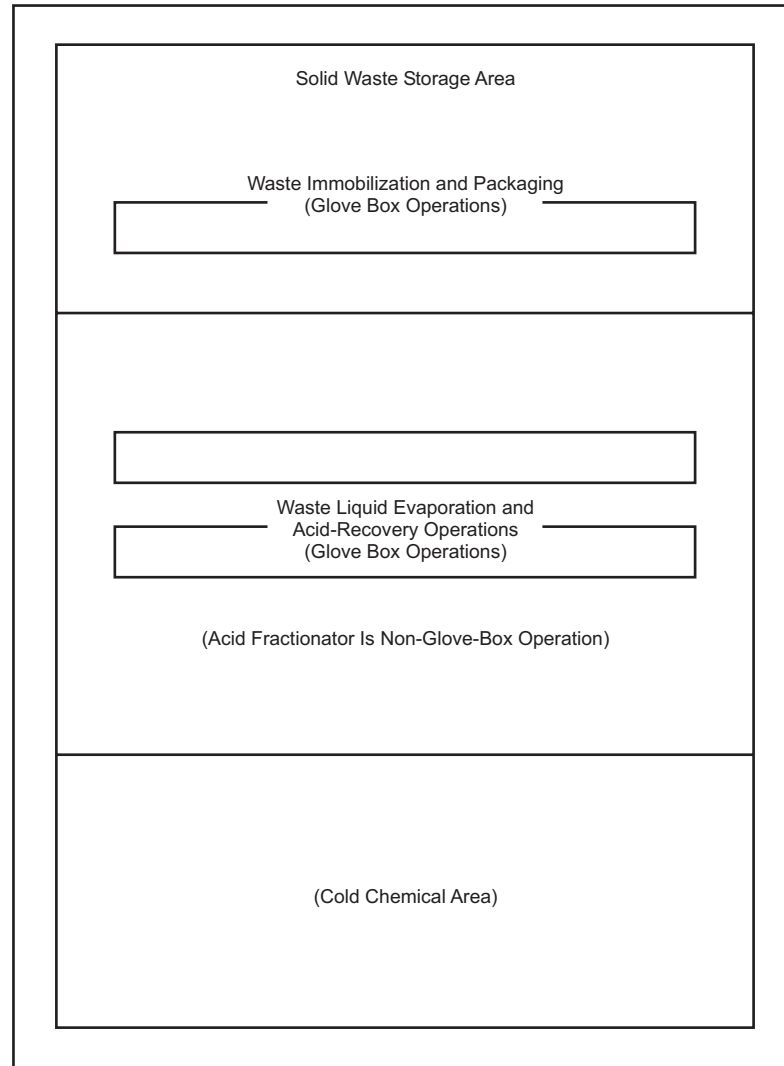 Solid Waste Storage Area
Waste Immobilization and Packaging
(Glove Box Operations)
Waste Liquid Evaporation and
Acid-Recovery Operations
(Glove Box Operations)
(Acid Fractionator Is Non-Glove-Box Operation)
(Cold Chemical Area)